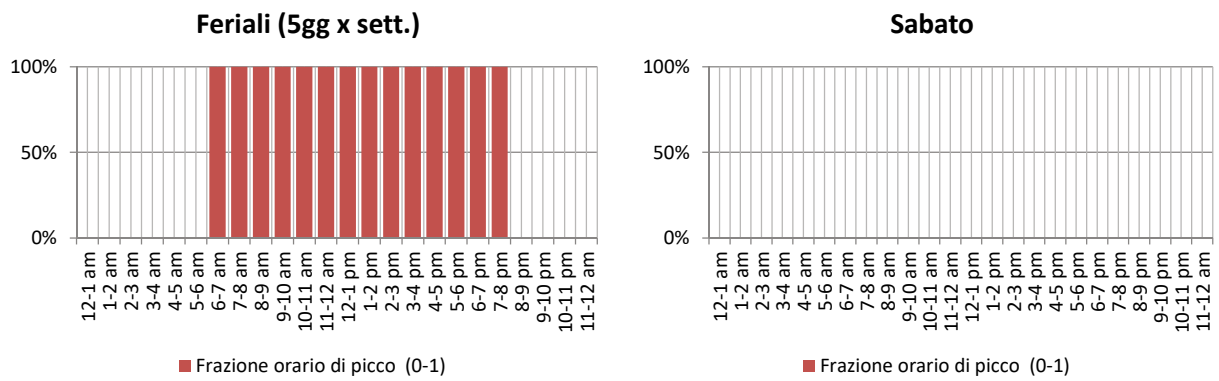 Feriali (5gg x sett.)
100%
50%
0%
12-1 am
1-2 am
2-3 am
3-4 am
4-5 am
5-6 am
6-7 am
7-8 am
8-9 am
9-10 am
10-11 am
11-12 am
12-1 pm
1-2 pm
2-3 pm
3-4 pm
4-5 pm
5-6 pm
6-7 pm
7-8 pm
8-9 pm
9-10 pm
10-11 pm
11-12 am
Frazione orario di picco (0-1)
Sabato
100%
50%
0%
12-1 am
1-2 am
2-3 am
3-4 am
4-5 am
5-6 am
6-7 am
7-8 am
8-9 am
9-10 am
10-11 am
11-12 am
12-1 pm
1-2 pm
2-3 pm
3-4 pm
4-5 pm
5-6 pm
6-7 pm
7-8 pm
8-9 pm
9-10 pm
10-11 pm
11-12 am
Frazione orario di picco (0-1)